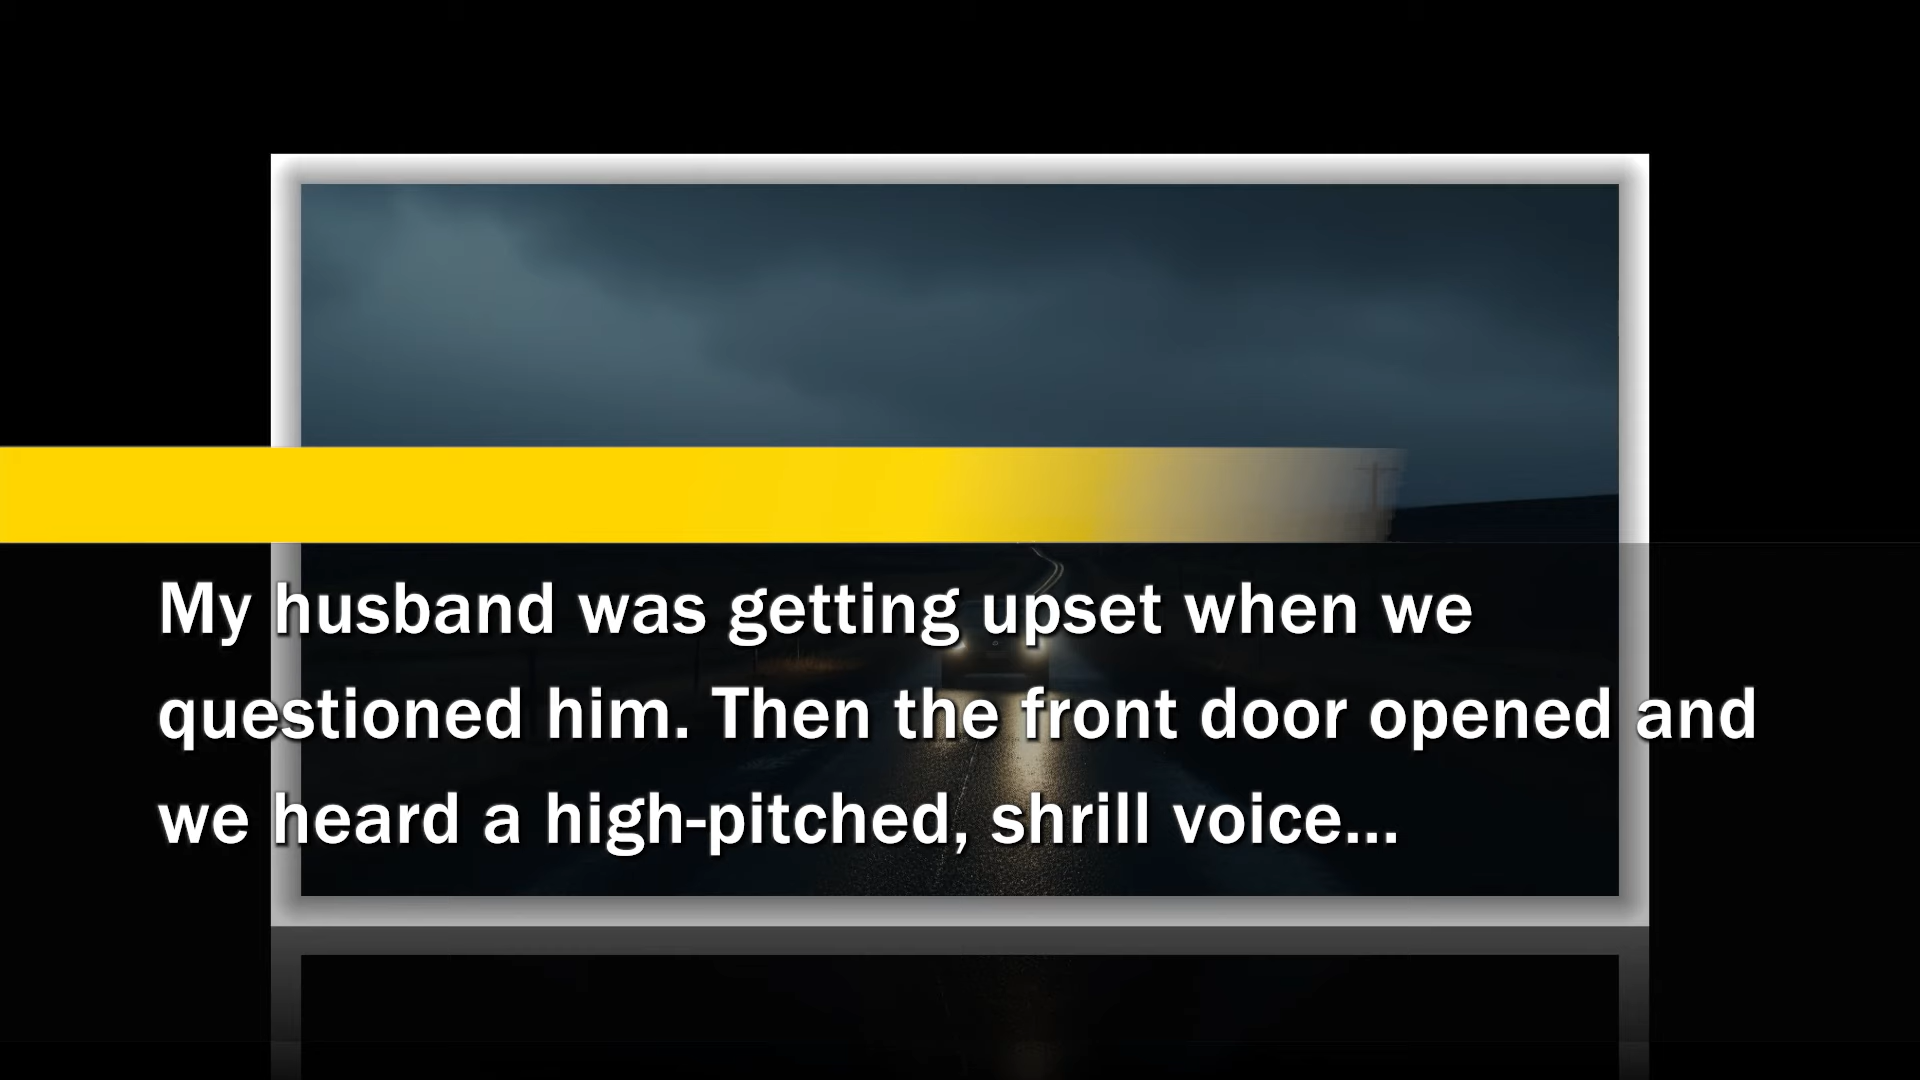 My husband was getting upset when we
questioned him. Then the front door opened and
we heard a high-pitched, shrill voice...